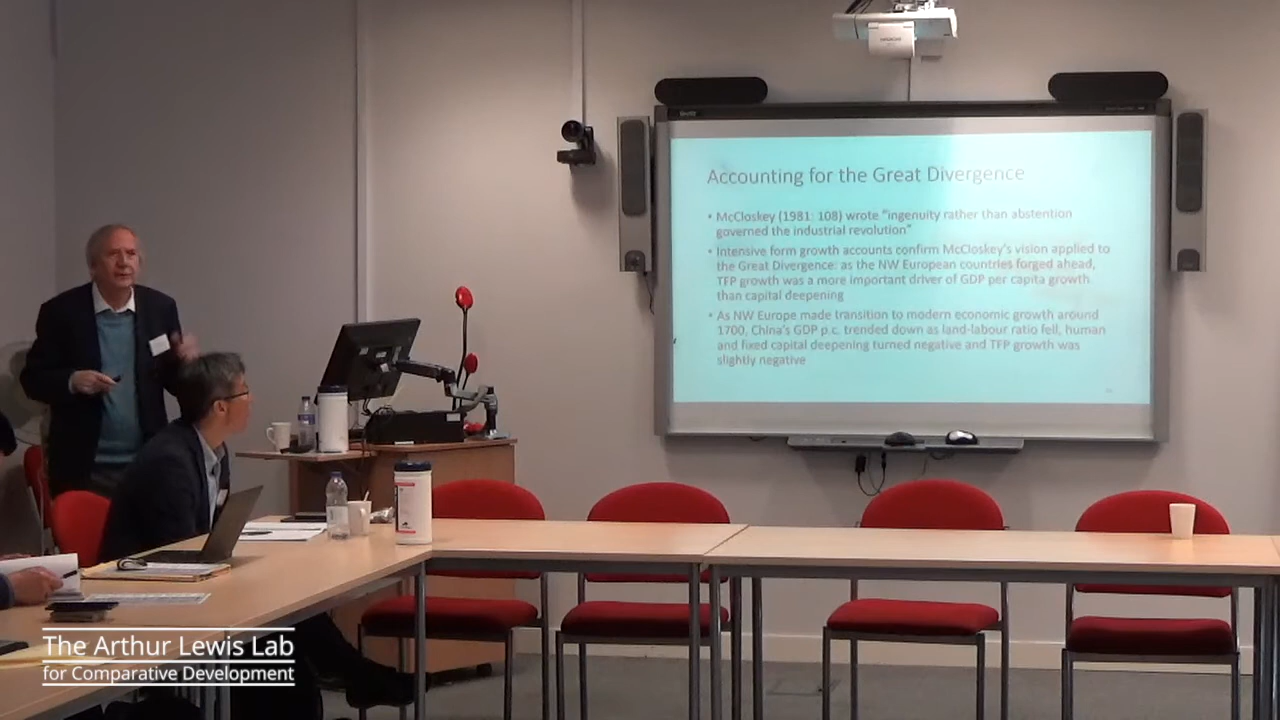 Accounting for the Great Divergence
• McCloskey (1981: 108) wrote "ingenuity rather than abstention
governed the industrial revolution"
• Intensive form growth accounts confirm McCloskey's vision applied to
the Great Divergence: as the NW European countries forged ahead,
TFP growth was a more important driver of GDP per capita growth
than capital deepening
• As NW Europe made transition to modern economic growth around
1700, China's GDP p.c. trended down as land-labour ratio fell, human
and fixed capital deepening turned negative and TFP growth was
slightly negative
The Arthur Lewis Lab
for Comparative Development